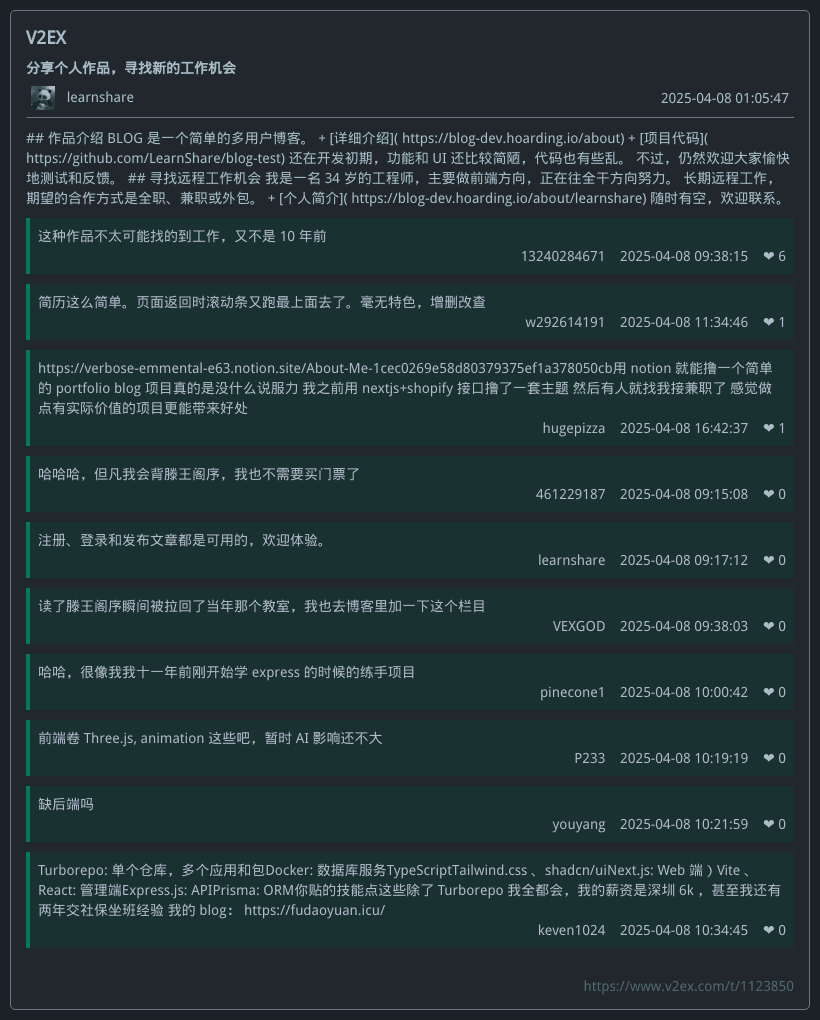 V2EX
分享个人作品，寻找新的工作机会
learnshare
2025-04-08 01:05:47
## 作品介绍 BLOG 是一个简单的多用户博客。 + [详细介绍]( https://blog-dev.hoarding.io/about) + [项目代码](
https://github.com/LearnShare/blog-test) 还在开发初期，功能和 UI 还比较简陋，代码也有些乱。 不过，仍然欢迎大家愉快
地测试和反馈。 ## 寻找远程工作机会 我是一名 34 岁的工程师，主要做前端方向，正在往全干方向努力。 长期远程工作，
期望的合作方式是全职、兼职或外包。 + [个人简介]( https://blog-dev.hoarding.io/about/learnshare) 随时有空，欢迎联系。
这种作品不太可能找的到工作，又不是 10 年前
13240284671 2025-04-08 09:38:15 ❤ 6
简历这么简单。页面返回时滚动条又跑最上面去了。毫无特色，增删改查
w292614191 2025-04-08 11:34:46 ❤ 1
https://verbose-emmental-e63.notion.site/About-Me-1cec0269e58d80379375ef1a378050cb用 notion 就能撸一个简单
的 portfolio blog 项目真的是没什么说服力 我之前用 nextjs+shopify 接口撸了一套主题 然后有人就找我接兼职了 感觉做
点有实际价值的项目更能带来好处
hugepizza 2025-04-08 16:42:37 ❤ 1
哈哈哈，但凡我会背滕王阁序，我也不需要买门票了
461229187 2025-04-08 09:15:08 ❤ 0
注册、登录和发布文章都是可用的，欢迎体验。
learnshare 2025-04-08 09:17:12 ❤ 0
读了滕王阁序瞬间被拉回了当年那个教室，我也去博客里加一下这个栏目
VEXGOD 2025-04-08 09:38:03 ❤ 0
哈哈，很像我我十一年前刚开始学 express 的时候的练手项目
pinecone1 2025-04-08 10:00:42 ❤ 0
前端卷 Three.js, animation 这些吧，暂时 AI 影响还不大
P233 2025-04-08 10:19:19 ❤ 0
缺后端吗
youyang 2025-04-08 10:21:59 ❤ 0
Turborepo: 单个仓库，多个应用和包Docker: 数据库服务TypeScriptTailwind.css 、shadcn/uiNext.js: Web 端 ) Vite 、
React: 管理端Express.js: APIPrisma: ORM你贴的技能点这些除了 Turborepo 我全都会，我的薪资是深圳 6k ，甚至我还有
两年交社保坐班经验 我的 blog： https://fudaoyuan.icu/
keven1024 2025-04-08 10:34:45 ❤ 0
https://www.v2ex.com/t/1123850